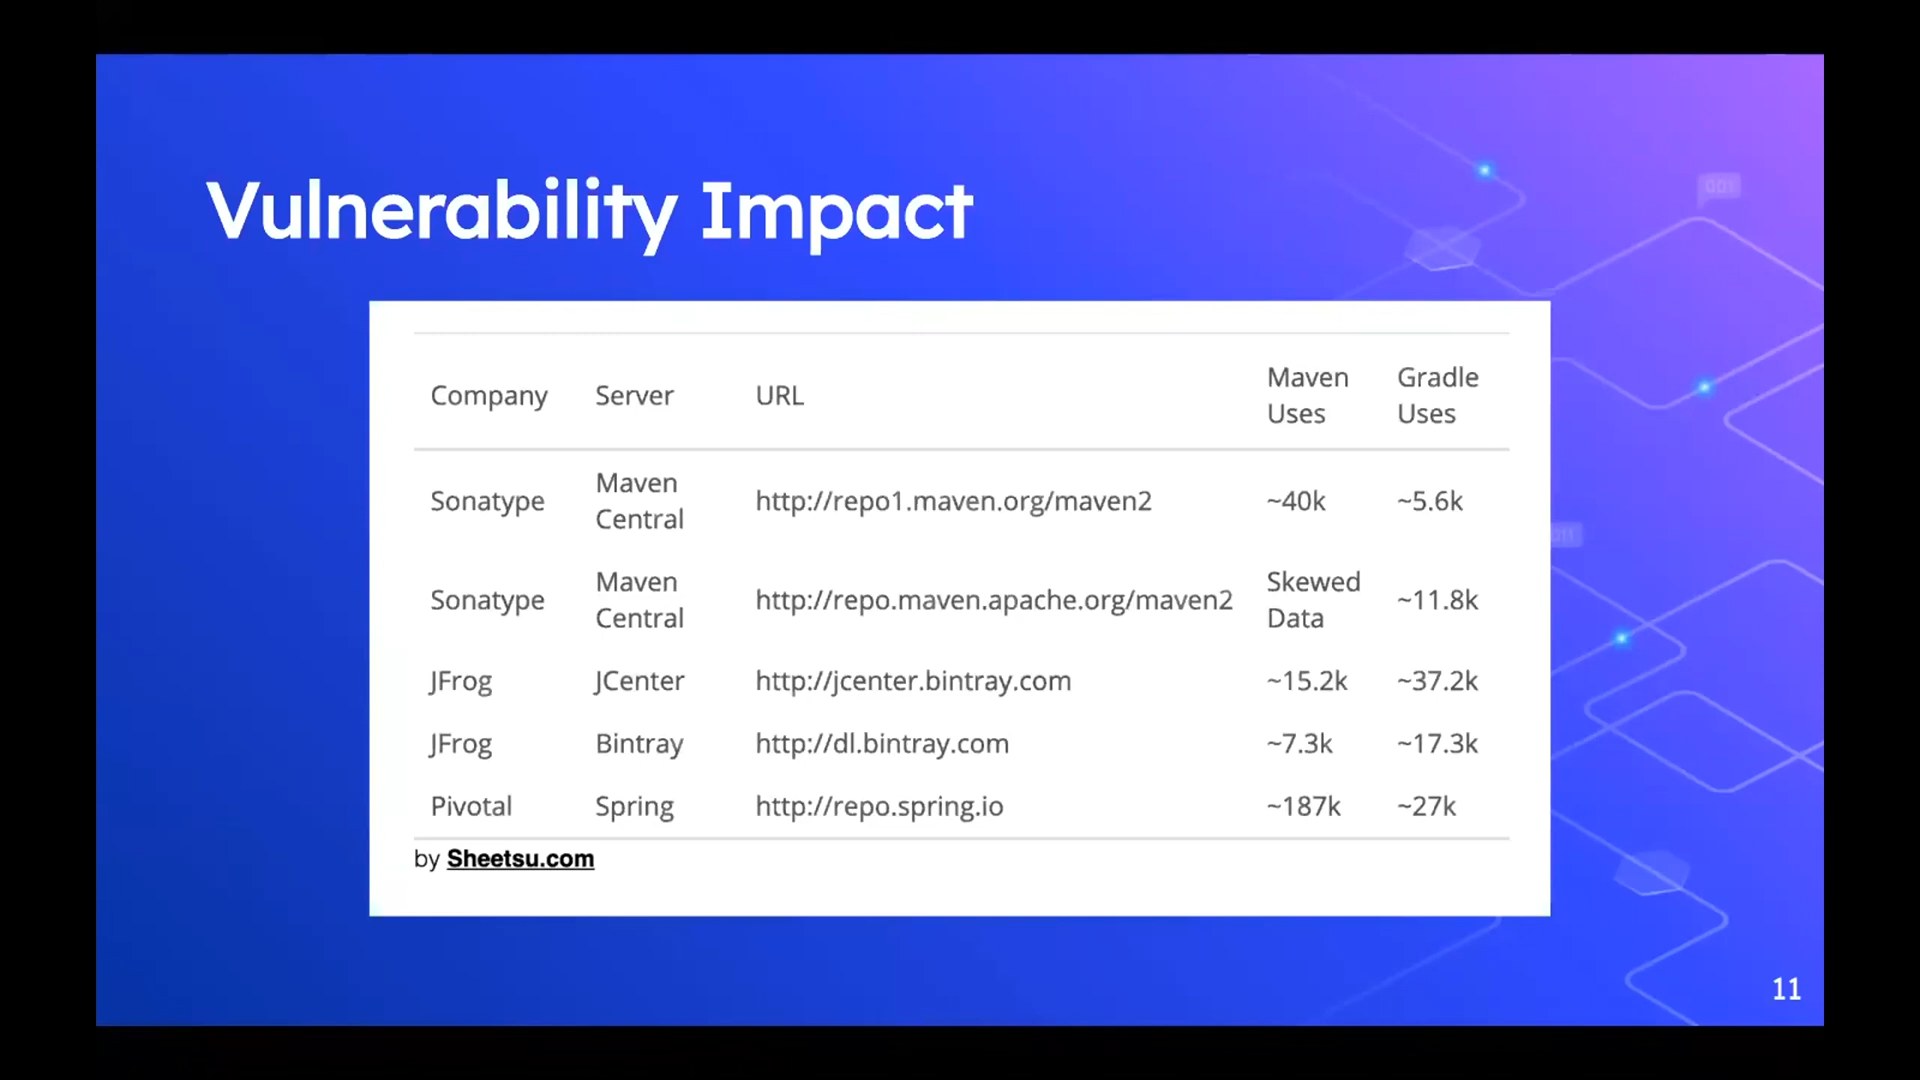 Vulnerability Impact
Company Server URL Maven Uses Gradle Uses
Sonatype Maven Central http://repo1.maven.org/maven2 ~40k ~5.6k
Sonatype Maven Central http://repo.maven.apache.org/maven2 Skewed Data ~11.8k
JFrog JCenter http://jcenter.bintray.com ~15.2k ~37.2k
JFrog Bintray http://dl.bintray.com ~7.3k ~17.3k
Pivotal Spring http://repo.spring.io ~187k ~27k
by Sheetsu.com
001
011
11